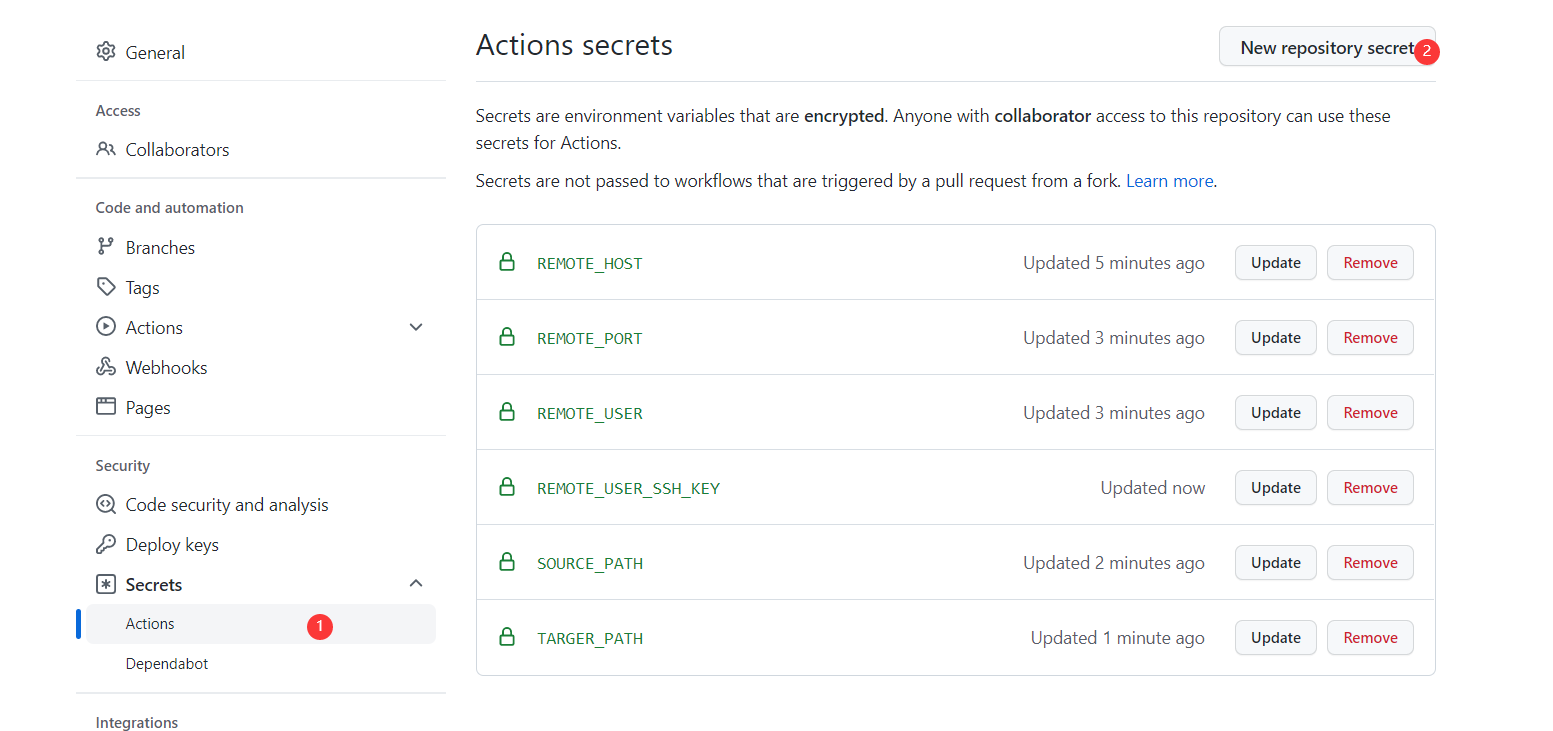 General
Access
Collaborators
Code and automation
Branches
Tags
Actions
Webhooks
Pages
Security
Code security and analysis
Deploy keys
Secrets
Actions 1
Dependabot
Integrations
Actions secrets
New repository secret 2
Secrets are environment variables that are encrypted. Anyone with collaborator access to this repository can use these
secrets for Actions.
Secrets are not passed to workflows that are triggered by a pull request from a fork. Learn more.
REMOTE_HOST Updated 5 minutes ago Update Remove
REMOTE_PORT Updated 3 minutes ago Update Remove
REMOTE_USER Updated 3 minutes ago Update Remove
REMOTE_USER_SSH_KEY Updated now Update Remove
SOURCE_PATH Updated 2 minutes ago Update Remove
TARGER_PATH Updated 1 minute ago Update Remove